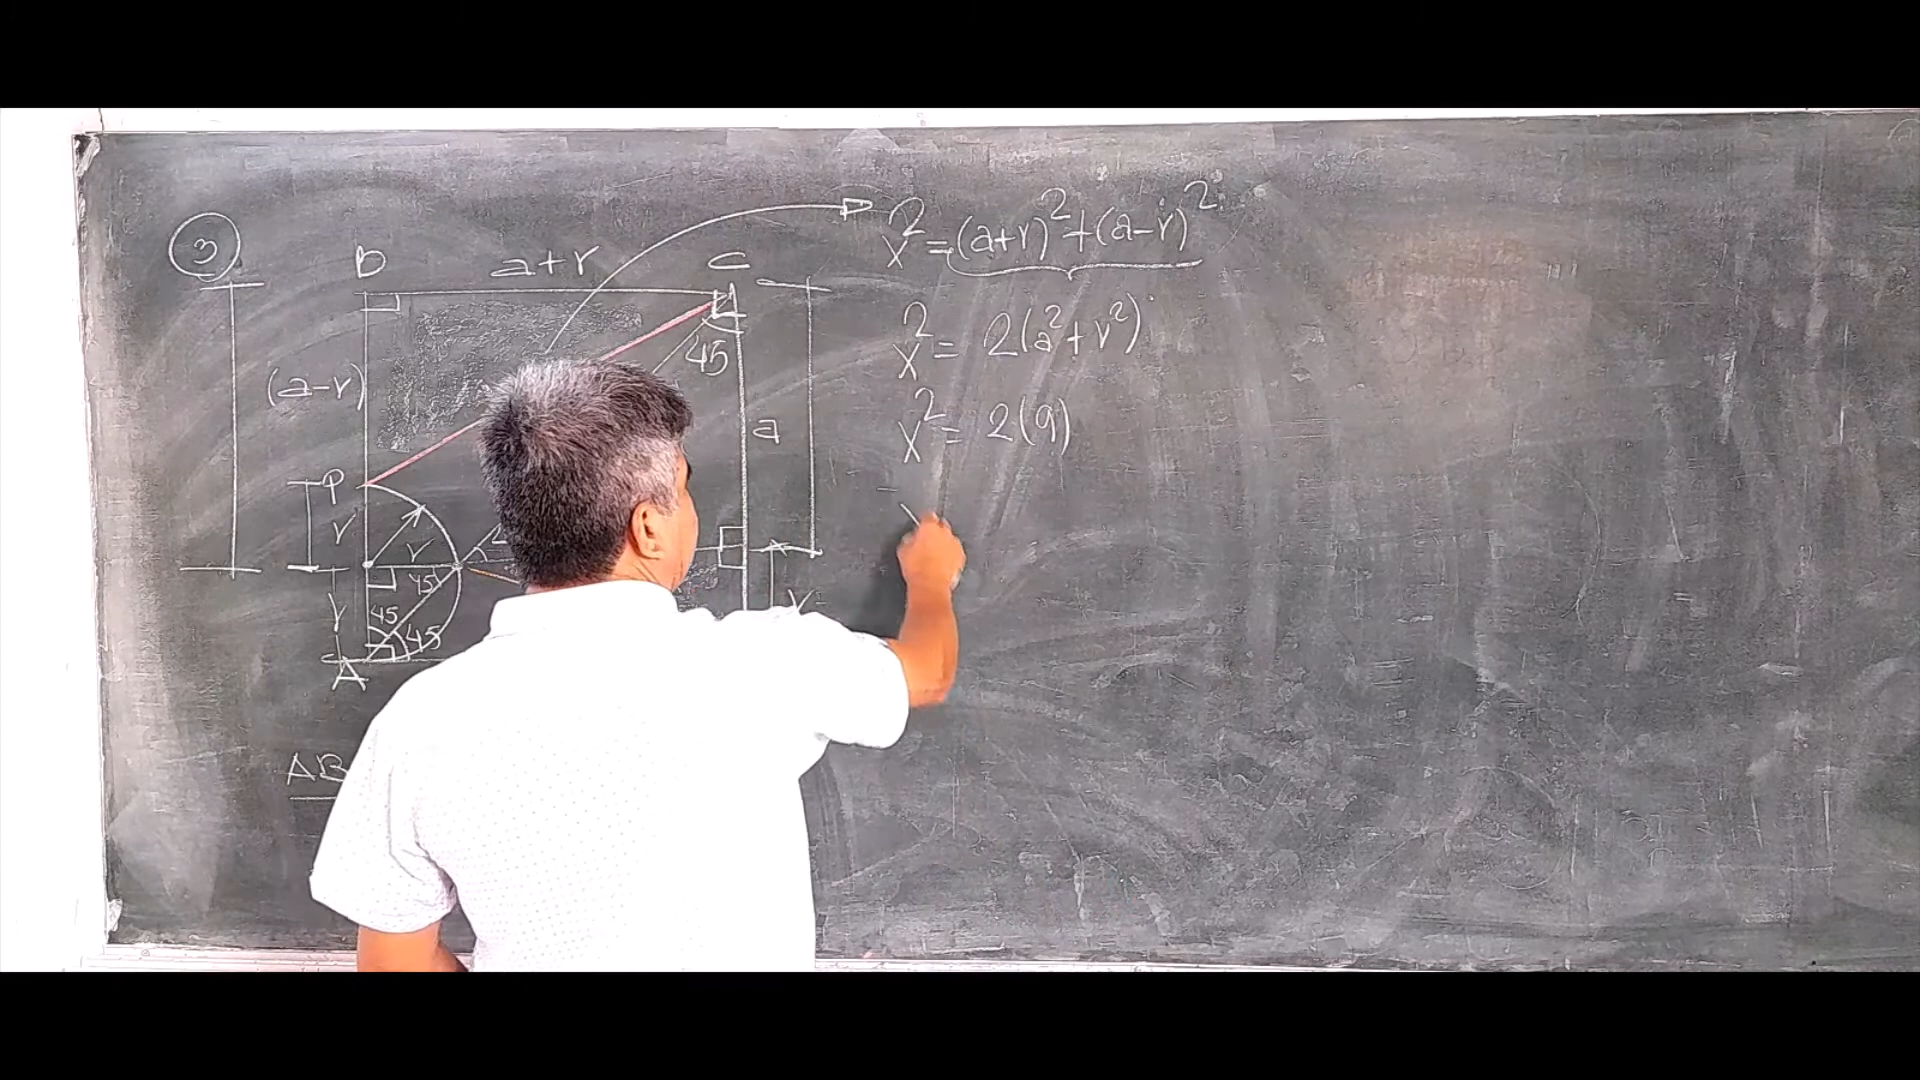 3
D a+r C
x²=(a+r)²+(a-r)²
x²= 2(a²+r²)
45
(a-r)
a
x²= 2(9)
P
r
r
45
r
45 45
r
A
AB